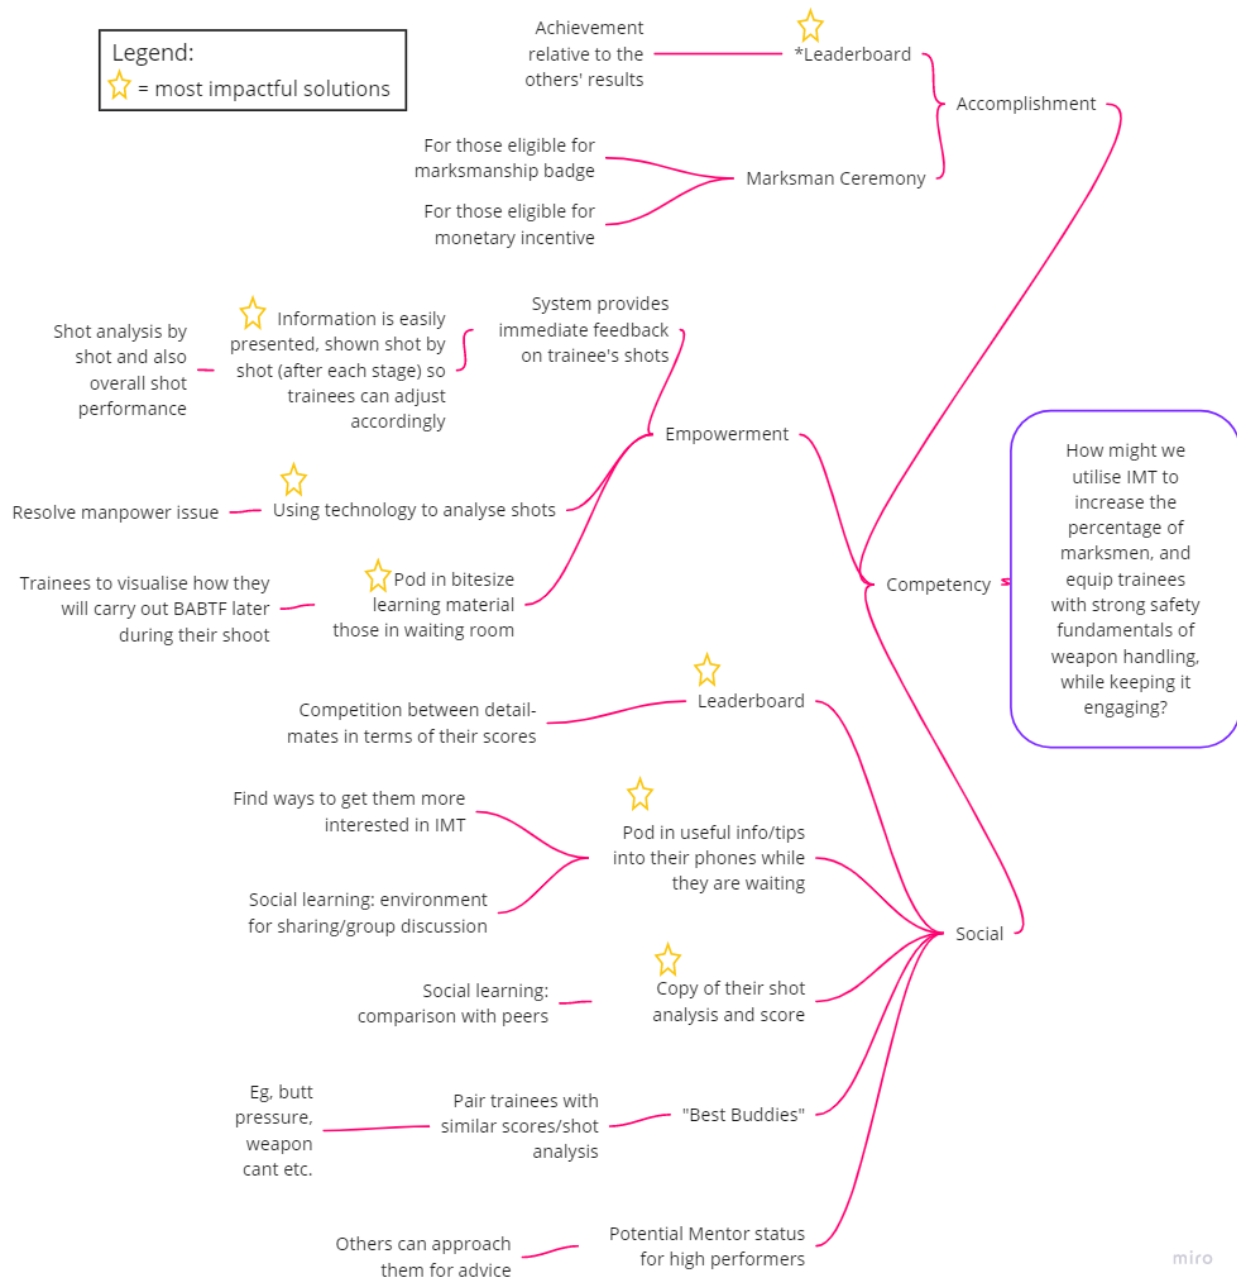 Legend:
= most impactful solutions
Achievement
relative to the
others' results
*Leaderboard
Accomplishment
For those eligible for
marksmanship badge
Marksman Ceremony
For those eligible for
monetary incentive
System provides
immediate feedback
on trainee's shots
Information is easily
presented, shown shot by
shot (after each stage) so
trainees can adjust
accordingly
Shot analysis by
shot and also
overall shot
performance
Empowerment
Resolve manpower issue
Using technology to analyse shots
Trainees to visualise how they
will carry out BABTF later
during their shoot
Pod in bitesize
learning material
those in waiting room
Competency
How might we
utilise IMT to
increase the
percentage of
marksmen, and
equip trainees
with strong safety
fundamentals of
weapon handling,
while keeping it
engaging?
Leaderboard
Competition between detail-
mates in terms of their scores
Find ways to get them more
interested in IMT
Pod in useful info/tips
into their phones while
they are waiting
Social learning: environment
for sharing/group discussion
Social
Social learning:
comparison with peers
Copy of their shot
analysis and score
Eg, butt
pressure,
weapon
cant etc.
Pair trainees with
similar scores/shot
analysis
"Best Buddies"
Others can approach
them for advice
Potential Mentor status
for high performers
miro